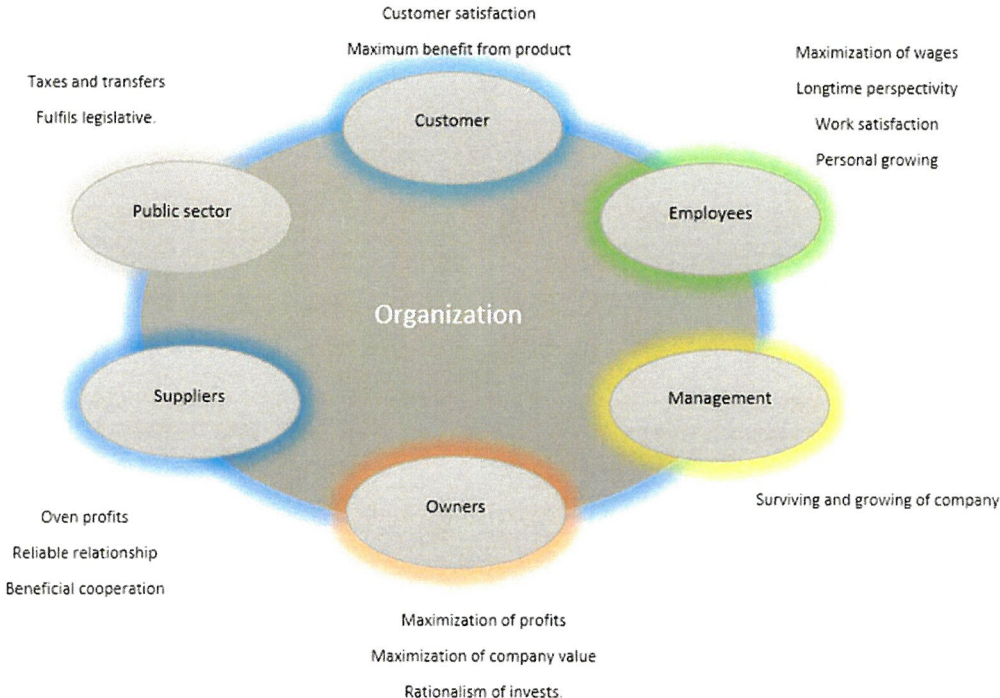 Customer satisfaction
Maximum benefit from product
Customer
Maximization of wages
Longtime perspectivity
Work satisfaction
Personal growing
Employees
Taxes and transfers
Fulfils legislative.
Public sector
Organization
Suppliers
Oven profits
Reliable relationship
Beneficial cooperation
Management
Surviving and growing of company
Owners
Maximization of profits
Maximization of company value
Rationalism of invests.